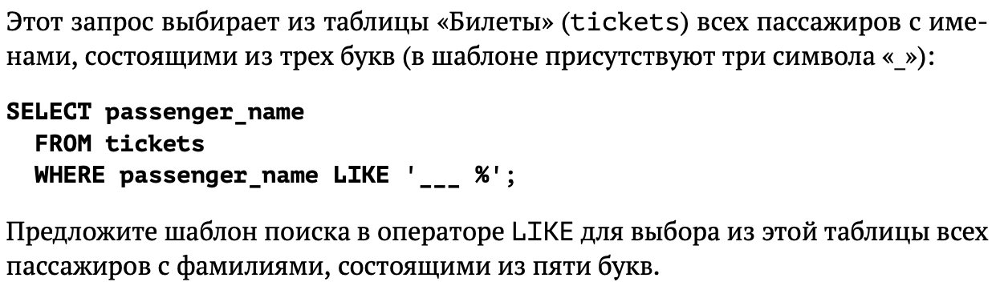 Этот запрос выбирает из таблицы «Билеты» (tickets) всех пассажиров с име-
нами, состоящими из трех букв (в шаблоне присутствуют три символа «_»):
SELECT passenger_name
FROM tickets
WHERE passenger_name LIKE '___ %';
Предложите шаблон поиска в операторе LIKE для выбора из этой таблицы всех
пассажиров с фамилиями, состоящими из пяти букв.